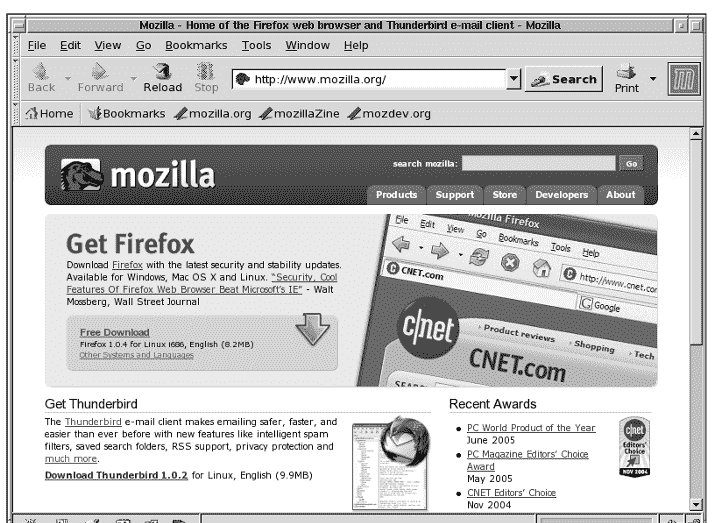 Mozilla - Home of the Firefox web browser and Thunderbird e-mail client - Mozilla
File Edit View Go Bookmarks Tools Window Help
Back Forward Reload Stop http://www.mozilla.org/ Search Print
Home Bookmarks mozilla.org mozillaZine mozdev.org
mozilla
search mozilla: Go
Products Support Store Developers About
Get Firefox
Download Firefox with the latest security and stability updates.
Available for Windows, Mac OS X and Linux. "Security, Cool
Features Of Firefox Web Browser Beat Microsoft's IE" - Walt
Mossberg, Wall Street Journal
Free Download
Firefox 1.0.4 for Linux i686, English (8.2MB)
Other Systems and Languages
Mozilla Firefox
File Edit View Go Bookmarks Tools Help
http://www.cnet.con
CNET.com
G Google
c|net
Product reviews Shopping Tech
CNET.com
Get Thunderbird
The Thunderbird e-mail client makes emailing safer, faster, and
easier than ever before with new features like intelligent spam
filters, saved search folders, RSS support, privacy protection and
much more.
Download Thunderbird 1.0.2 for Linux, English (9.9MB)
Recent Awards
PC World Product of the Year
June 2005
PC Magazine Editors' Choice
Award
May 2005
CNET Editors' Choice
Nov 2004
c|net
Editors'
Choice
NOV 2004